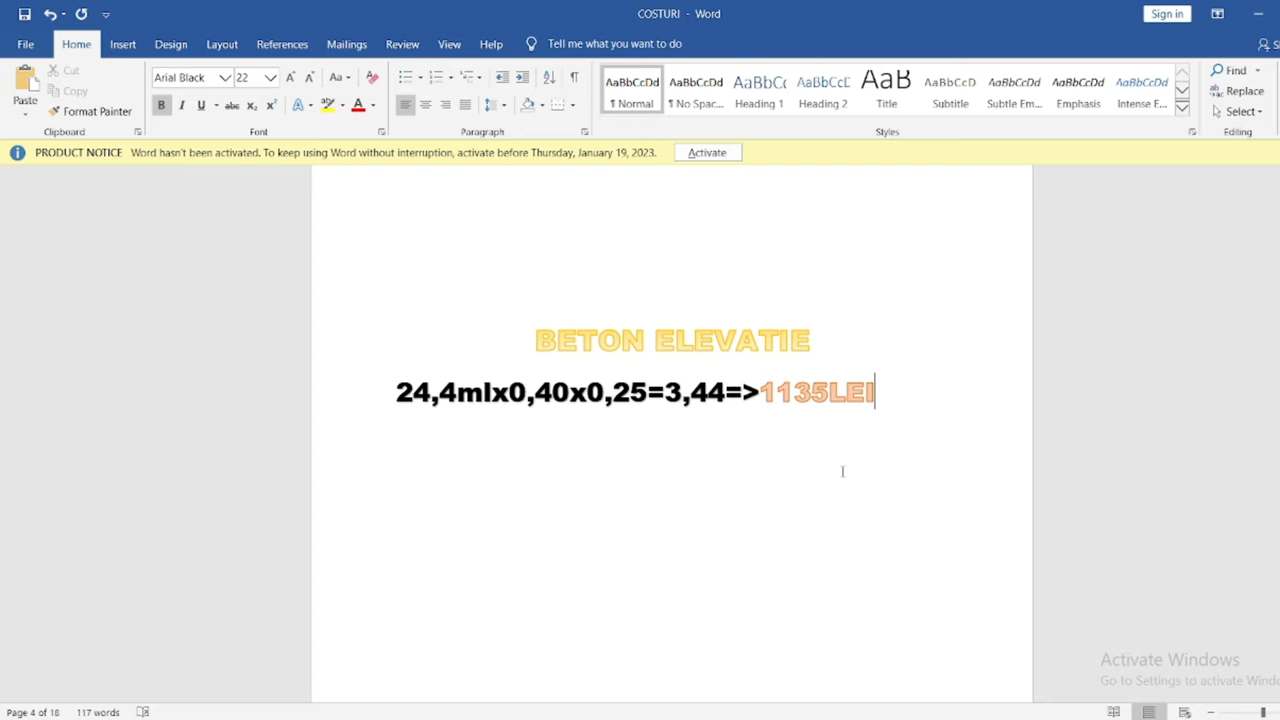 COSTURI - Word
Sign in
File Home Insert Design Layout References Mailings Review View Help Tell me what you want to do
Paste
Cut
Copy
Format Painter
Clipboard
Arial Black 22
Font
Paragraph
AaBbCcDd AaBbCcDd AaBbCc AaBbCcD AaB AaBbCcD AaBbCcDd AaBbCcDd AaBbCcDd
¶ Normal ¶ No Spac... Heading 1 Heading 2 Title Subtitle Subtle Em... Emphasis Intense E...
Styles
Find
Replace
Select
Editing
PRODUCT NOTICE Word hasn't been activated. To keep using Word without interruption, activate before Thursday, January 19, 2023. Activate
BETON ELEVATIE
24,4mlx0,40x0,25=3,44=>1135LEI
Activate Windows
Go to Settings to activate Windo
Page 4 of 18 117 words